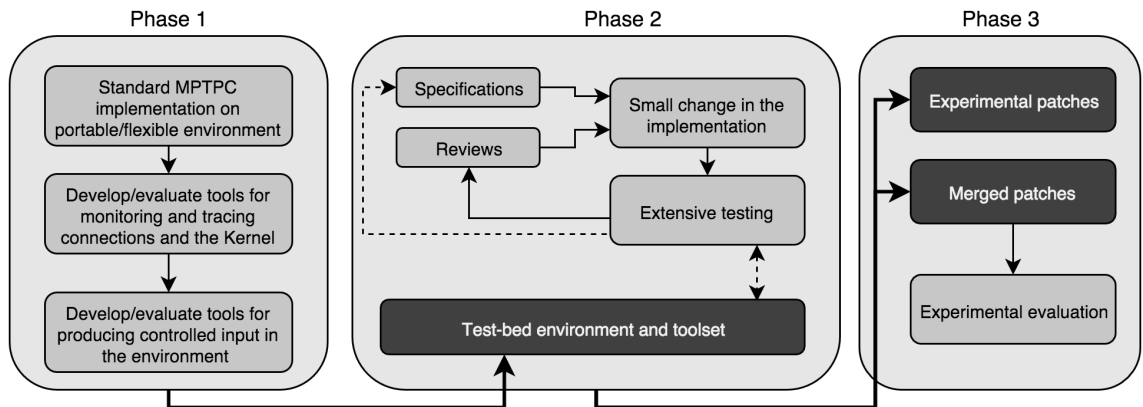 Phase 1
Standard MPTPC
implementation on
portable/flexible environment
Develop/evaluate tools for
monitoring and tracing
connections and the Kernel
Develop/evaluate tools for
producing controlled input in
the environment
Phase 2
Specifications
Reviews
Small change in the
implementation
Extensive testing
Test-bed environment and toolset
Phase 3
Experimental patches
Merged patches
Experimental evaluation